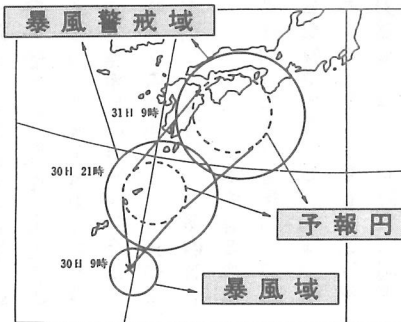 暴風警戒域
31日 9時
30日 21時
予報円
30日 9時
暴風域